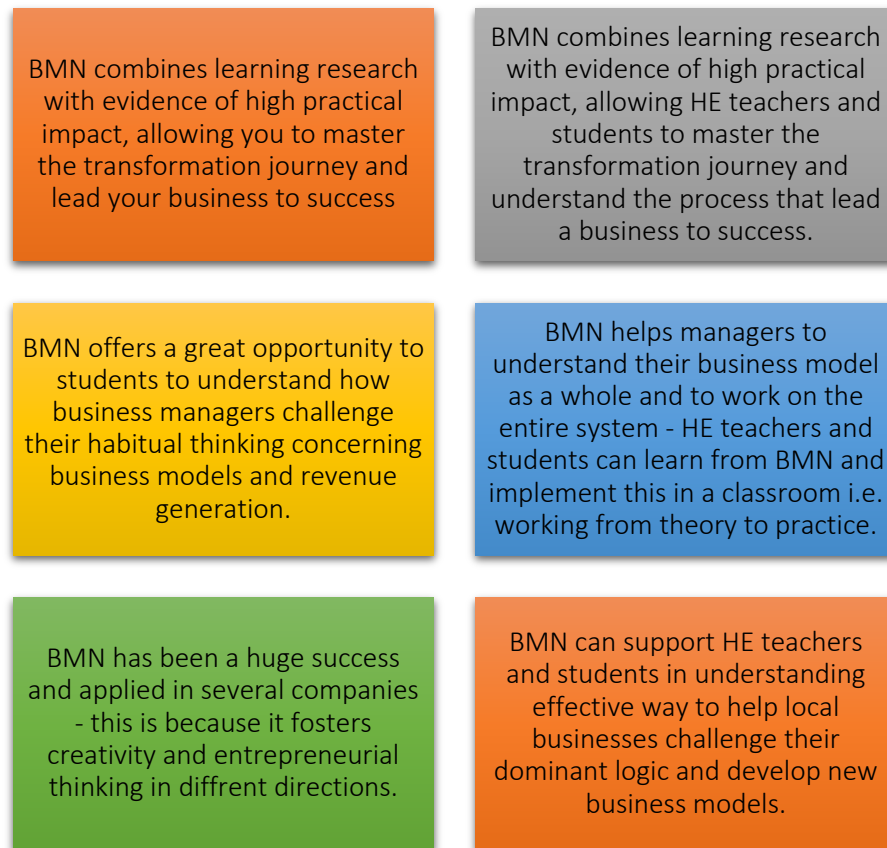 BMN combines learning research
with evidence of high practical
impact, allowing you to master
the transformation journey and
lead your business to success
BMN combines learning research
with evidence of high practical
impact, allowing HE teachers and
students to master the
transformation journey and
understand the process that lead
a business to success.
BMN offers a great opportunity to
students to understand how
business managers challenge
their habitual thinking concerning
business models and revenue
generation.
BMN helps managers to
understand their business model
as a whole and to work on the
entire system - HE teachers and
students can learn from BMN and
implement this in a classroom i.e.
working from theory to practice.
BMN has been a huge success
and applied in several companies
- this is because it fosters
creativity and entrepreneurial
thinking in diffrent directions.
BMN can support HE teachers
and students in understanding
effective way to help local
businesses challenge their
dominant logic and develop new
business models.